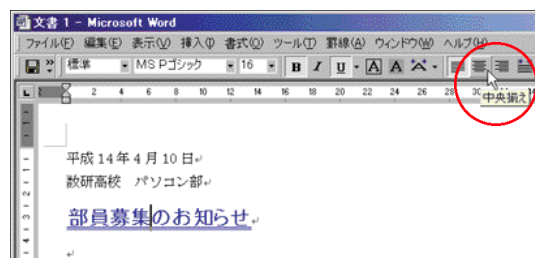 文書 1 - Microsoft Word
ファイル(F) 編集(E) 表示(V) 挿入(I) 書式(O) ツール(T) 罫線(A) ウィンドウ(W) ヘルプ(H)
標準 MS Pゴシック 16 B I U A A
L 2 2 4 6 8 10 12 14 16 18 20 22 24 26 28 30
中央揃え
平成 14 年 4 月 10 日
数研高校 パソコン部
部員募集のお知らせ